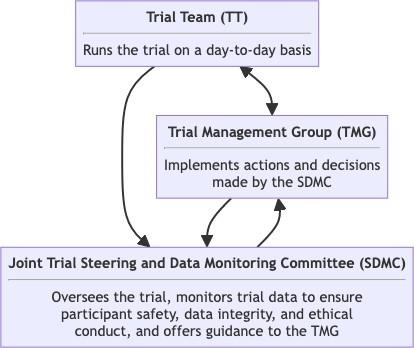 Trial Team (TT)
Runs the trial on a day-to-day basis
Trial Management Group (TMG)
Implements actions and decisions
made by the SDMC
Joint Trial Steering and Data Monitoring Committee (SDMC)
Oversees the trial, monitors trial data to ensure
participant safety, data integrity, and ethical
conduct, and offers guidance to the TMG